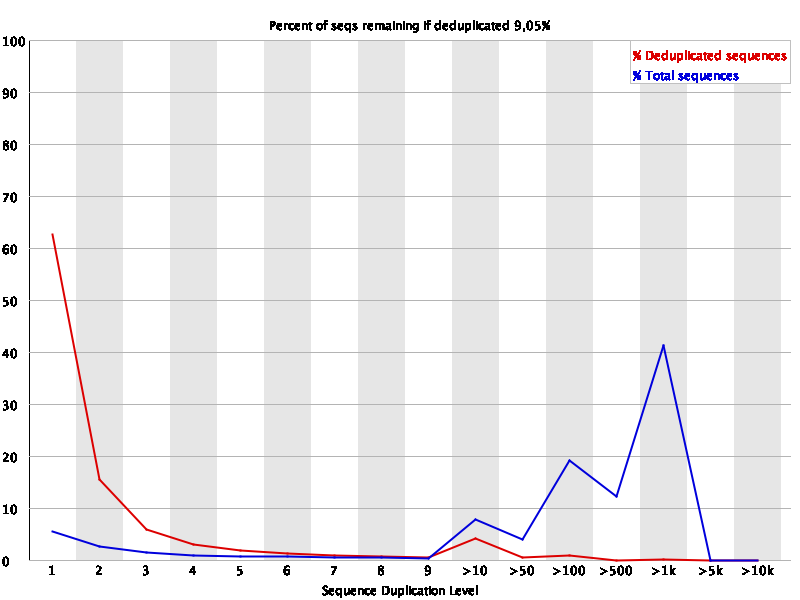 Percent of seqs remaining if deduplicated 9,05%
% Deduplicated sequences
% Total sequences
100
90
80
70
60
50
40
30
20
10
0
1 2 3 4 5 6 7 8 9 >10 >50 >100 >500 >1k >5k >10k
Sequence Duplication Level